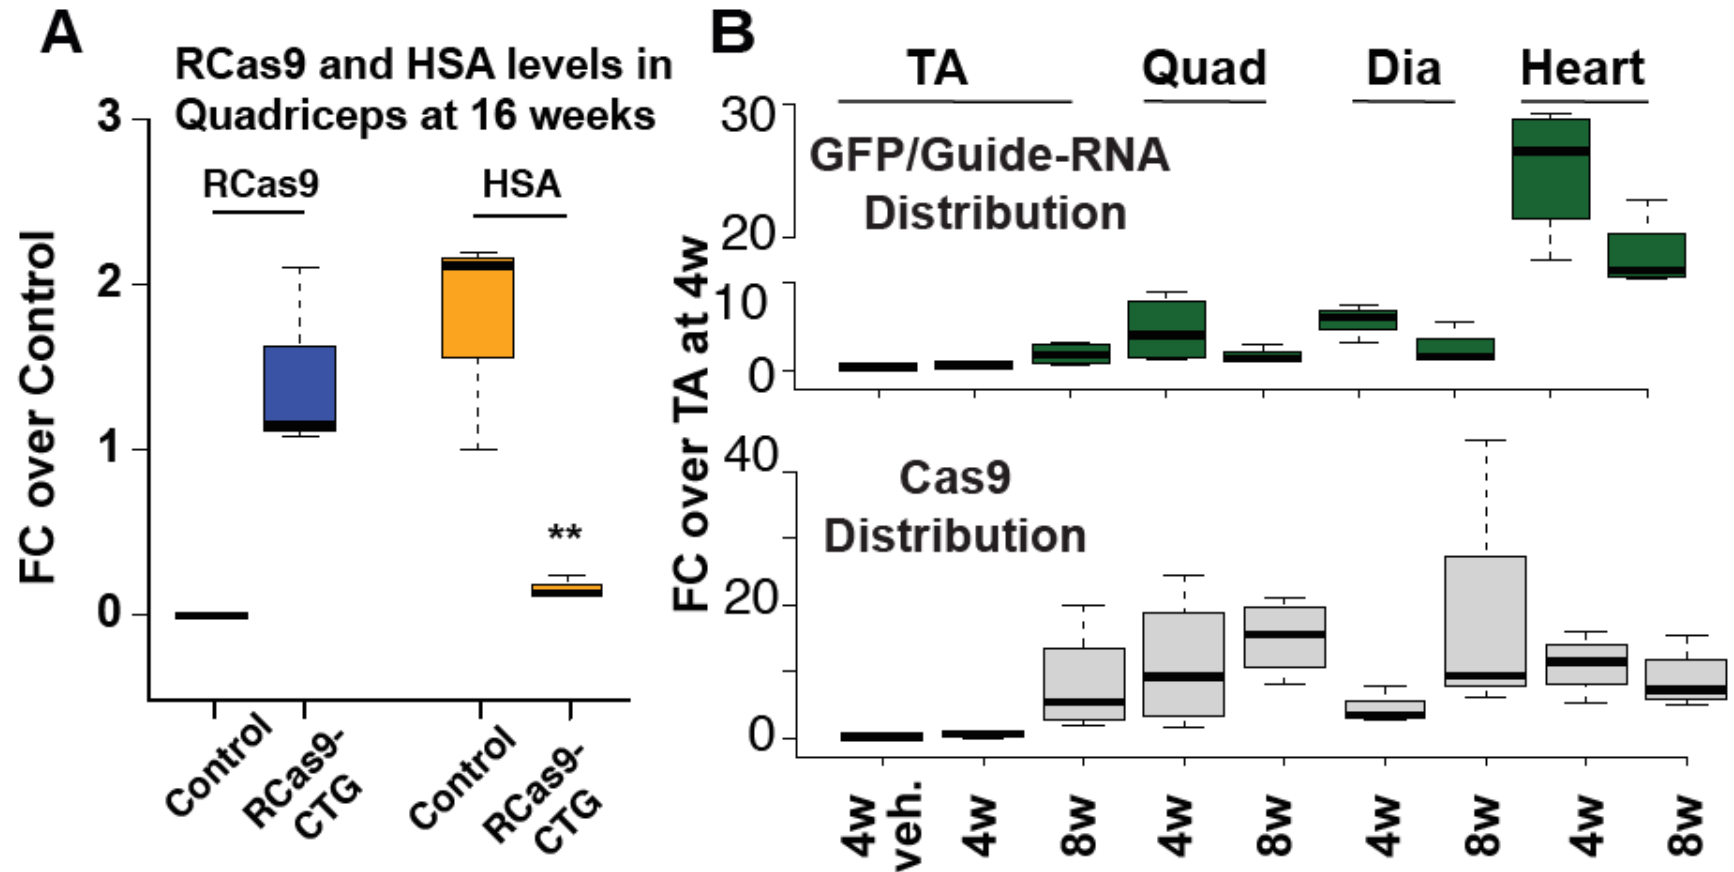 A
RCas9 and HSA levels in
Quadriceps at 16 weeks
FC over Control
3
2
1
0
RCas9
HSA
**
Control
RCas9-
CTG
Control
RCas9-
CTG
B
TA Quad Dia Heart
FC over TA at 4w
30
20
10
0
GFP/Guide-RNA
Distribution
40
20
0
Cas9
Distribution
4w
veh.
4w
8w
4w
8w
4w
8w
4w
8w